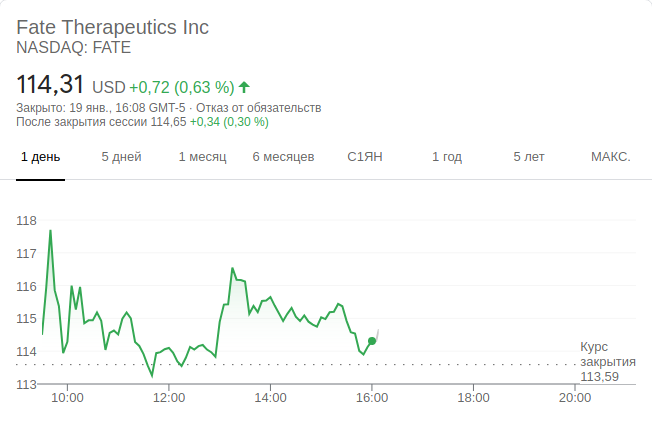 Fate Therapeutics Inc
NASDAQ: FATE
114,31 USD +0,72 (0,63 %)
Закрыто: 19 янв., 16:08 GMT-5 · Отказ от обязательств
После закрытия сессии 114,65 +0,34 (0,30 %)
1 день 5 дней 1 месяц 6 месяцев С1ЯН 1 год 5 лет МАКС.
118
117
116
115
114
113
Курс
закрытия
113,59
10:00 12:00 14:00 16:00 18:00 20:00